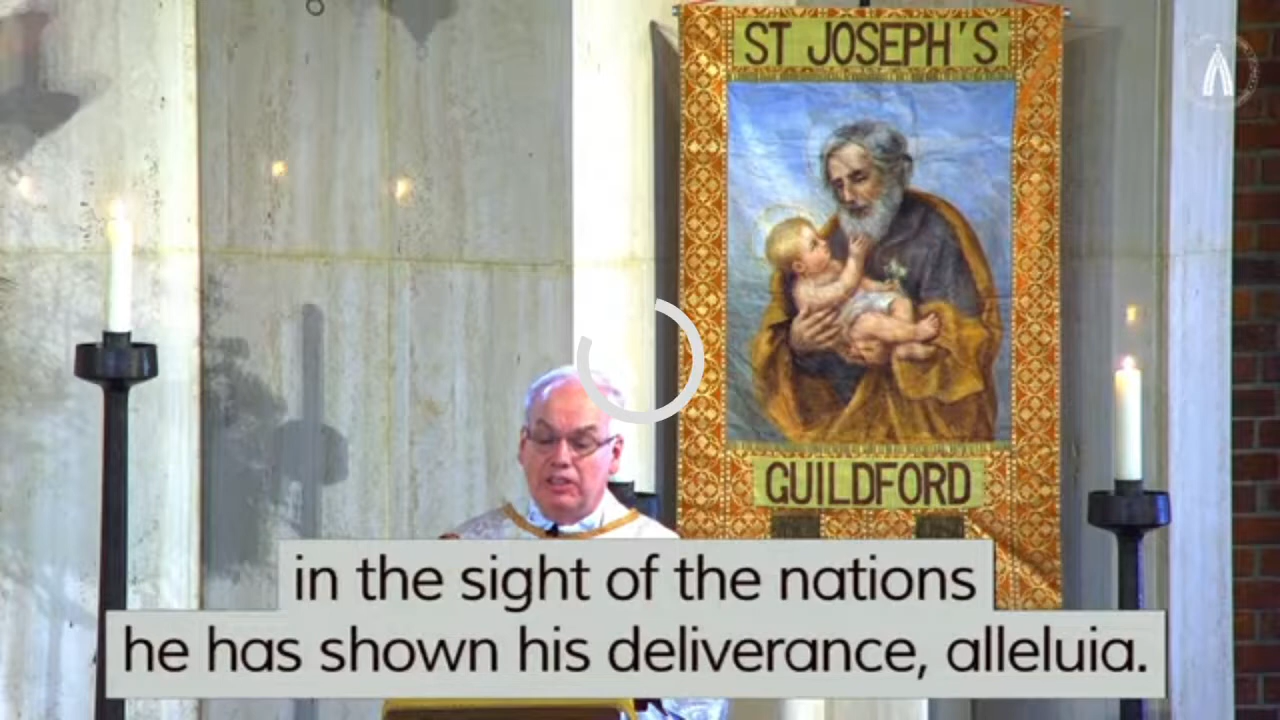 ST JOSEPH'S
GUILDFORD
in the sight of the nations
he has shown his deliverance, alleluia.